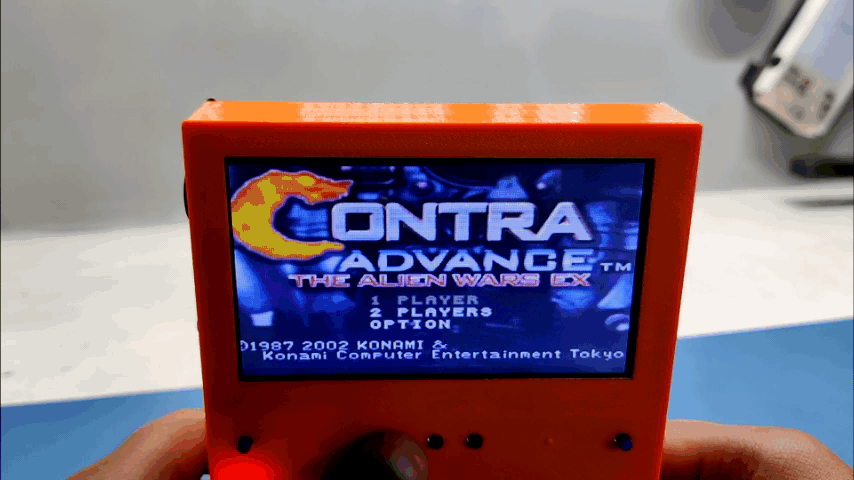 CONTRA
ADVANCE™
THE ALIEN WARS EX
1 PLAYER
2 PLAYERS
OPTION
©1987 2002 KONAMI &
Konami Computer Entertainment Tokyo